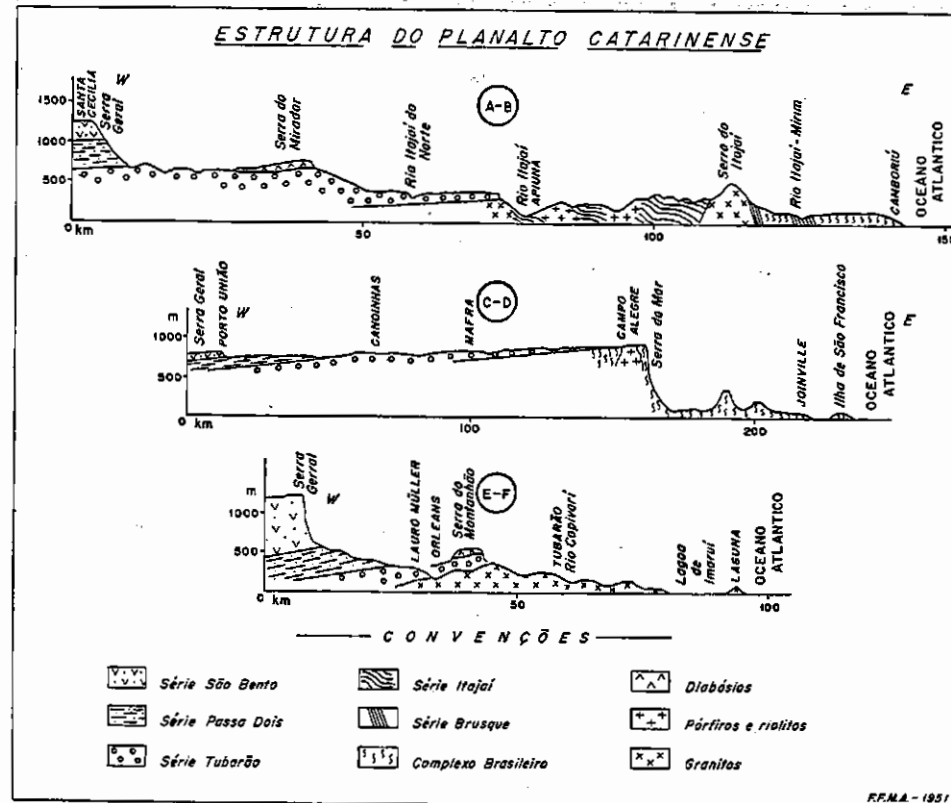 ESTRUTURA DO PLANALTO CATARINENSE
A-B
W
E
1500
1000
500
SANTA CECILIA
Serra Geral
Serra do Mirador
Rio Itajaí do Norte
Rio Itajaí
APIUNA
Serra do Itajaí
Rio Itajaí-Mirim
CAMBORIÚ
OCEANO ATLANTICO
0 km
50
100
150
C-D
W
E
m
1000
500
Serra Geral
PORTO UNIÃO
CANOINHAS
MAFRA
CAMPO ALEGRE
Serra do Mar
JOINVILLE
Ilha de São Francisco
OCEANO ATLÂNTICO
0 km
100
200
E-F
W
m
1000
500
Serra Gerral
LAURO MÜLLER
ORLEANS
Serra do Montanhão
TUBARÃO
Rio Capivarí
Lagoa de Imaruí
LAGUNA
OCEANO ATLÂNTICO
0 km
50
100
CONVENÇÕES
Série São Bento
Série Itajaí
Diabásios
Série Passa Dois
Série Brusque
Pórfiros e riolitos
Série Tubarão
Complexo Brasileiro
Granitos
F.F.M.A - 1951